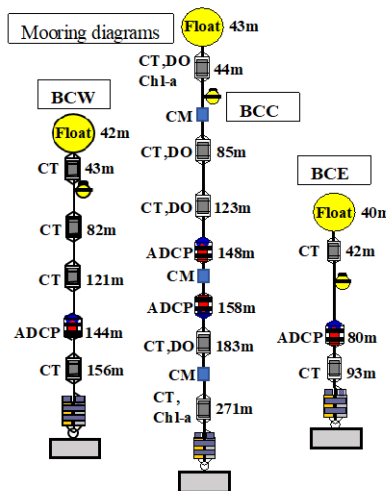 Mooring diagrams
BCW
Float 42m
CT 43m
CT 82m
CT 121m
ADCP 144m
CT 156m
BCC
Float 43m
CT,DO
Chl-a 44m
CM
CT,DO 85m
CT,DO 123m
ADCP 148m
CM
ADCP 158m
CT,DO 183m
CM
CT,
Chl-a 271m
BCE
Float 40m
CT 42m
ADCP 80m
CT 93m